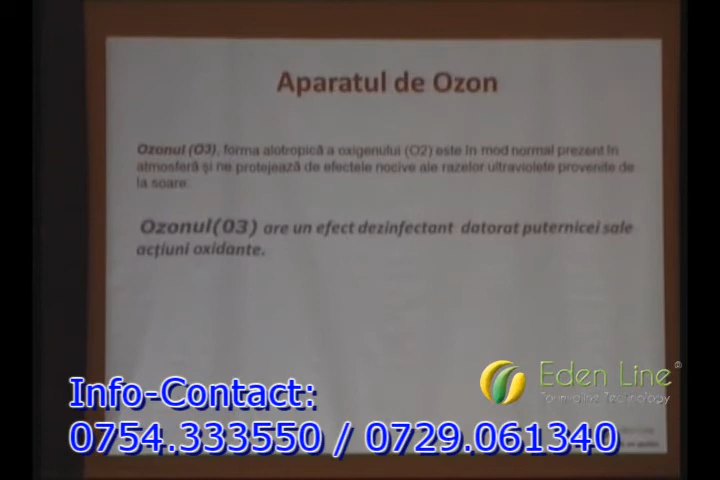 Aparatul de Ozon
Ozonul (O3), forma alotropică a oxigenului (O2) este în mod normal prezent în
atmosferă și ne protejează de efectele nocive ale razelor ultraviolete provenite de
la soare.
Ozonul(03) are un efect dezinfectant datorat puternicei sale
acțiuni oxidante.
Eden Line®
Info-Contact:
0754.333550 / 0729.061340